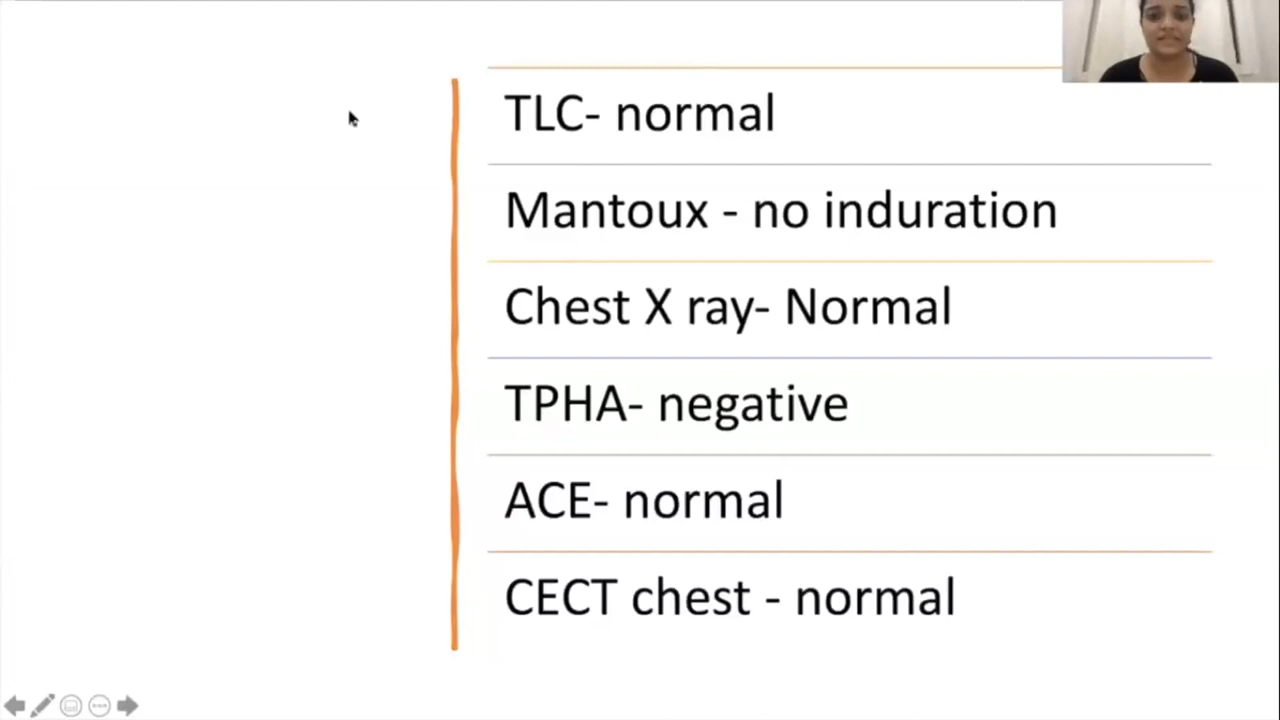 TLC- normal
Mantoux - no induration
Chest X ray- Normal
TPHA- negative
ACE- normal
CECT chest - normal